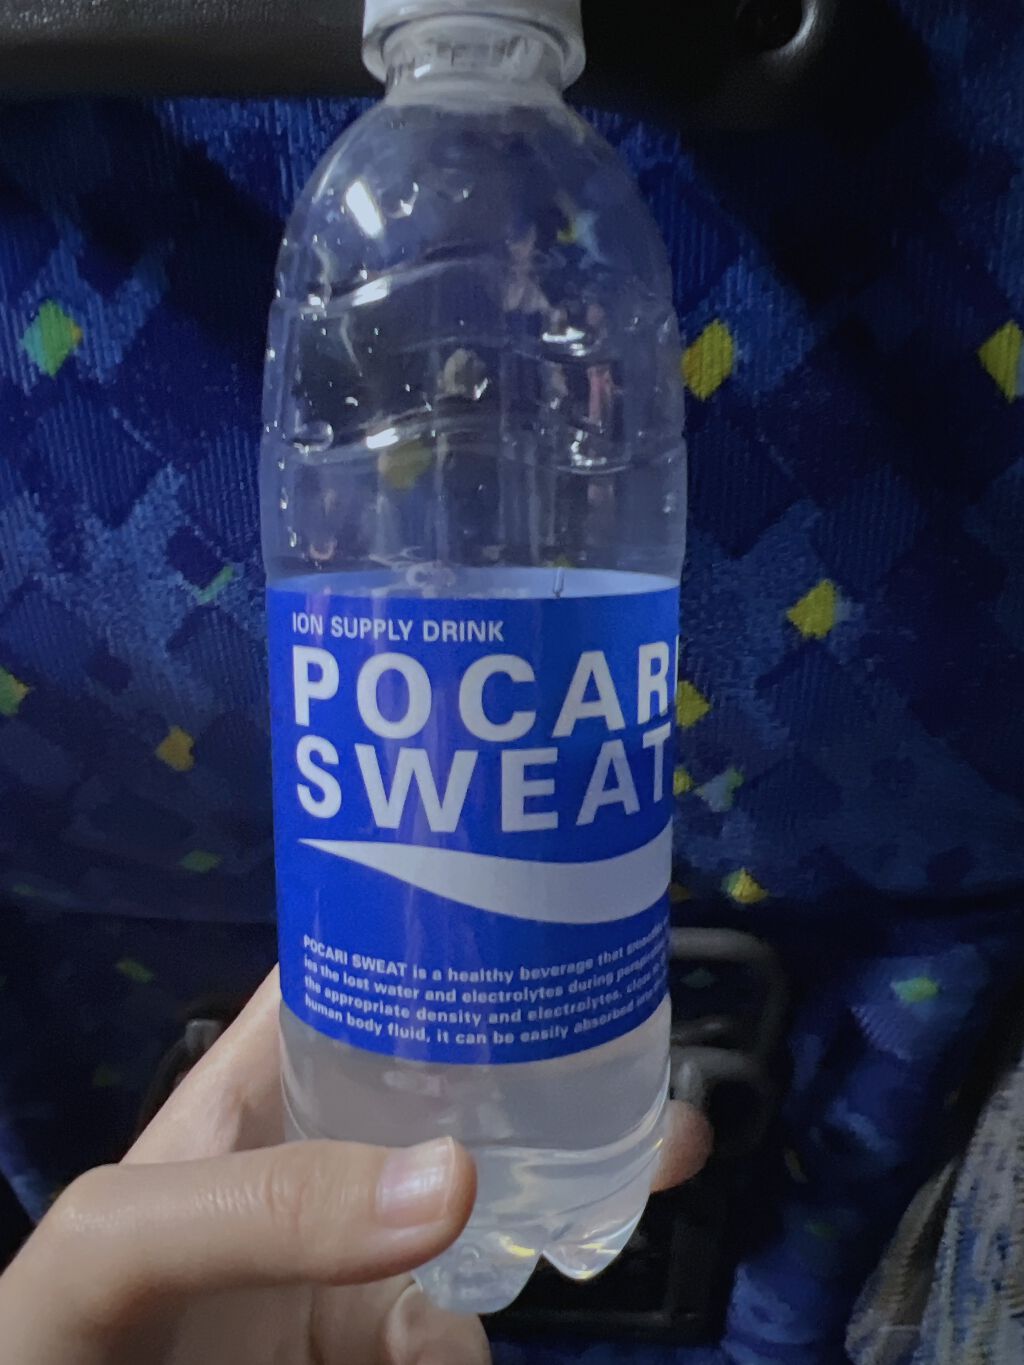 ION SUPPLY DRINK
POCARI
SWEAT
POCARI SWEAT is a healthy beverage that
ies the lost water and electrolytes during
the appropriate density and electrolytes,
human body fluid, it can be easily absorbed